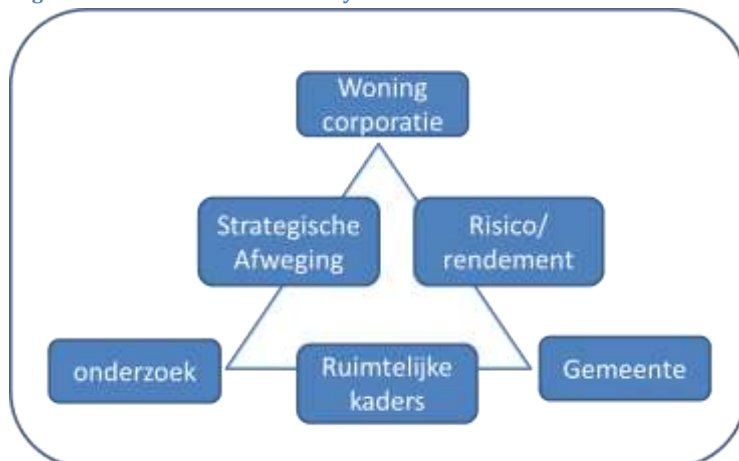 Woning
corporatie
Strategische
Afweging
Risico/
rendement
onderzoek
Ruimtelijke
kaders
Gemeente